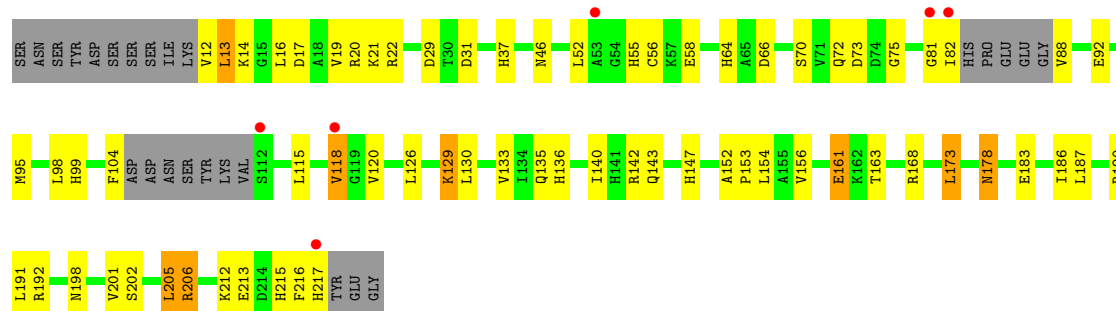 SER ASN SER TYR ASP SER SER SER ILE LYS V12 L13 K14 G15 L16 D17 A18 V19 R20 K21 R22 D29 T30 D31 H37 N46 L52 A53 G54 H55 C56 K57 E58 H64 A65 D66 S70 V71 Q72 D73 D74 G75 G81 I82 HIS PRO GLU GLU GLY V88 E92
M95 L98 H99 F104 ASP ASP ASN SER TYR LYS VAL S112 L115 V118 G119 V120 L126 K129 L130 V133 I134 Q135 H136 I140 H141 R142 Q143 H147 A152 P153 L154 A155 V156 E161 K162 T163 R168 L173 N178 E183 I186 L187
L191 R192 N198 V201 S202 L205 R206 K212 E213 D214 H215 F216 H217 TYR GLU GLY